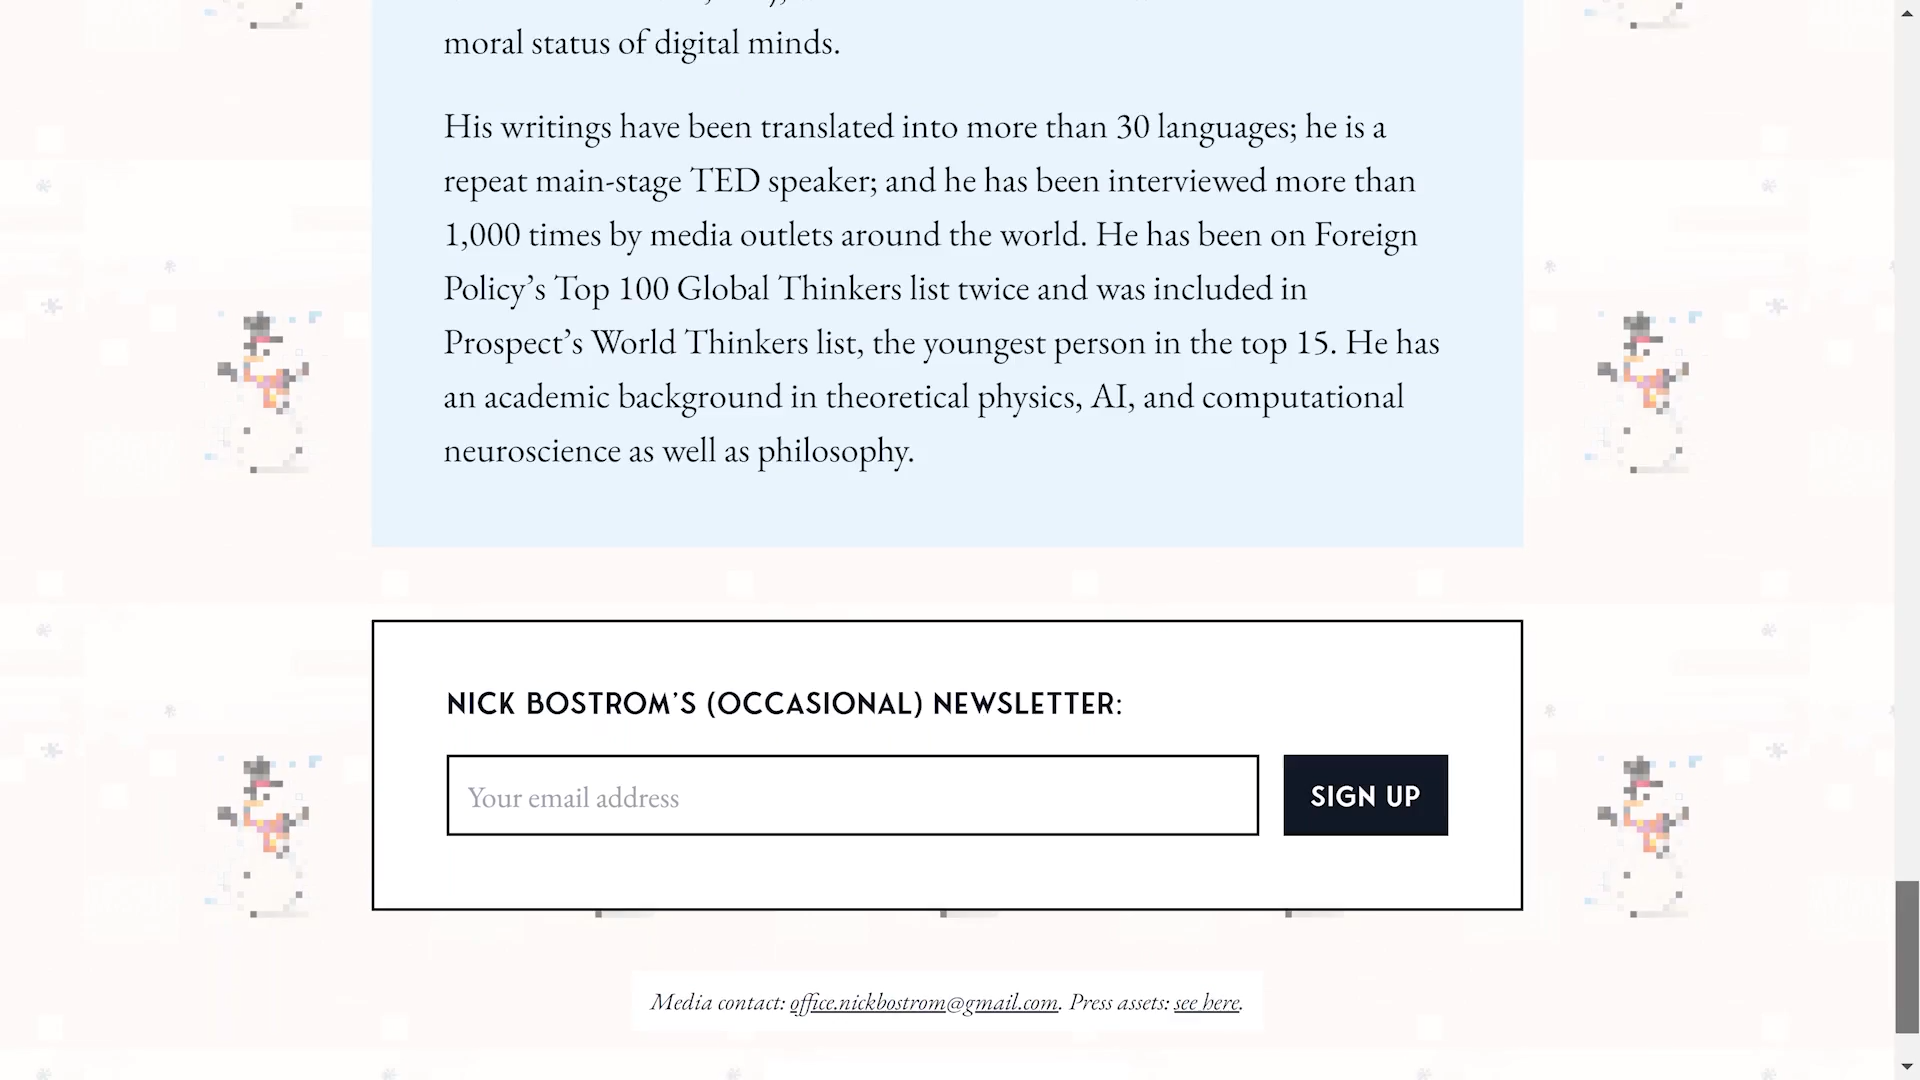 moral status of digital minds.
His writings have been translated into more than 30 languages; he is a
repeat main-stage TED speaker; and he has been interviewed more than
1,000 times by media outlets around the world. He has been on Foreign
Policy’s Top 100 Global Thinkers list twice and was included in
Prospect’s World Thinkers list, the youngest person in the top 15. He has
an academic background in theoretical physics, AI, and computational
neuroscience as well as philosophy.
NICK BOSTROM’S (OCCASIONAL) NEWSLETTER:
Your email address
SIGN UP
Media contact: office.nickbostrom@gmail.com. Press assets: see here.